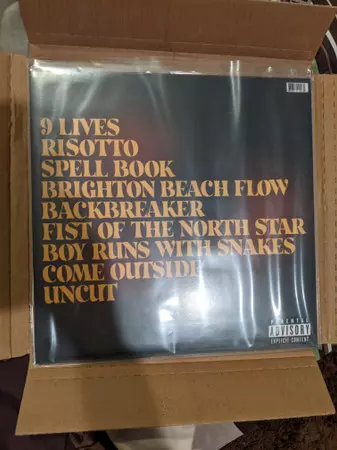 9 LIVES
RISOTTO
SPELL BOOK
BRIGHTON BEACH FLOW
BACKBREAKER
FIST OF THE NORTH STAR
BOY RUNS WITH SNAKES
COME OUTSIDE
UNCUT
PARENTAL
ADVISORY
EXPLICIT CONTENT